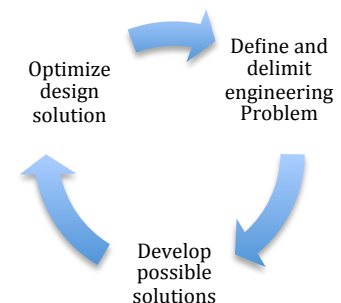 Define and
delimit
engineering
Problem
Develop
possible
solutions
Optimize
design
solution